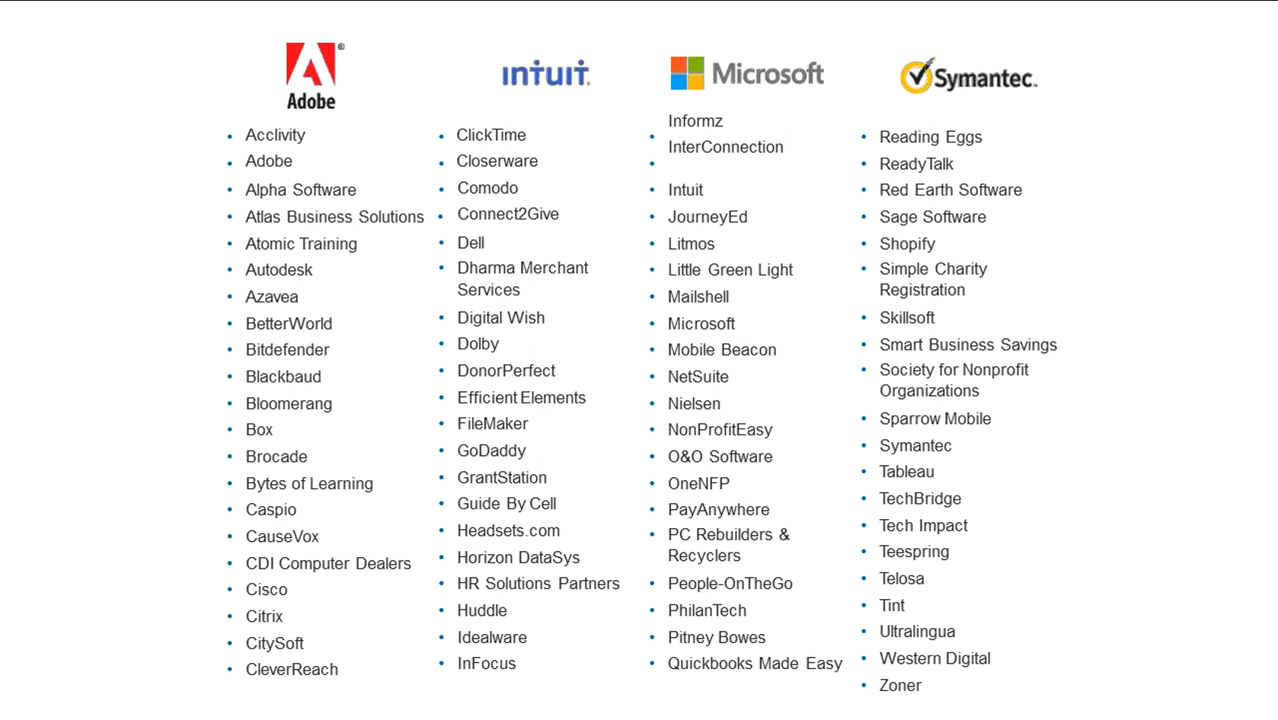 Adobe
intuit.
Microsoft
Symantec.
• Acclivity
• Adobe
• Alpha Software
• Atlas Business Solutions
• Atomic Training
• Autodesk
• Azavea
• BetterWorld
• Bitdefender
• Blackbaud
• Bloomerang
• Box
• Brocade
• Bytes of Learning
• Caspio
• CauseVox
• CDI Computer Dealers
• Cisco
• Citrix
• CitySoft
• CleverReach
• ClickTime
• Closerware
• Comodo
• Connect2Give
• Dell
• Dharma Merchant
Services
• Digital Wish
• Dolby
• DonorPerfect
• Efficient Elements
• FileMaker
• GoDaddy
• GrantStation
• Guide By Cell
• Headsets.com
• Horizon DataSys
• HR Solutions Partners
• Huddle
• Idealware
• InFocus
Informz
• InterConnection
•
• Intuit
• JourneyEd
• Litmos
• Little Green Light
• Mailshell
• Microsoft
• Mobile Beacon
• NetSuite
• Nielsen
• NonProfitEasy
• O&O Software
• OneNFP
• PayAnywhere
• PC Rebuilders &
Recyclers
• People-OnTheGo
• PhilanTech
• Pitney Bowes
• Quickbooks Made Easy
• Reading Eggs
• ReadyTalk
• Red Earth Software
• Sage Software
• Shopify
• Simple Charity
Registration
• Skillsoft
• Smart Business Savings
• Society for Nonprofit
Organizations
• Sparrow Mobile
• Symantec
• Tableau
• TechBridge
• Tech Impact
• Teespring
• Telosa
• Tint
• Ultralingua
• Western Digital
• Zoner